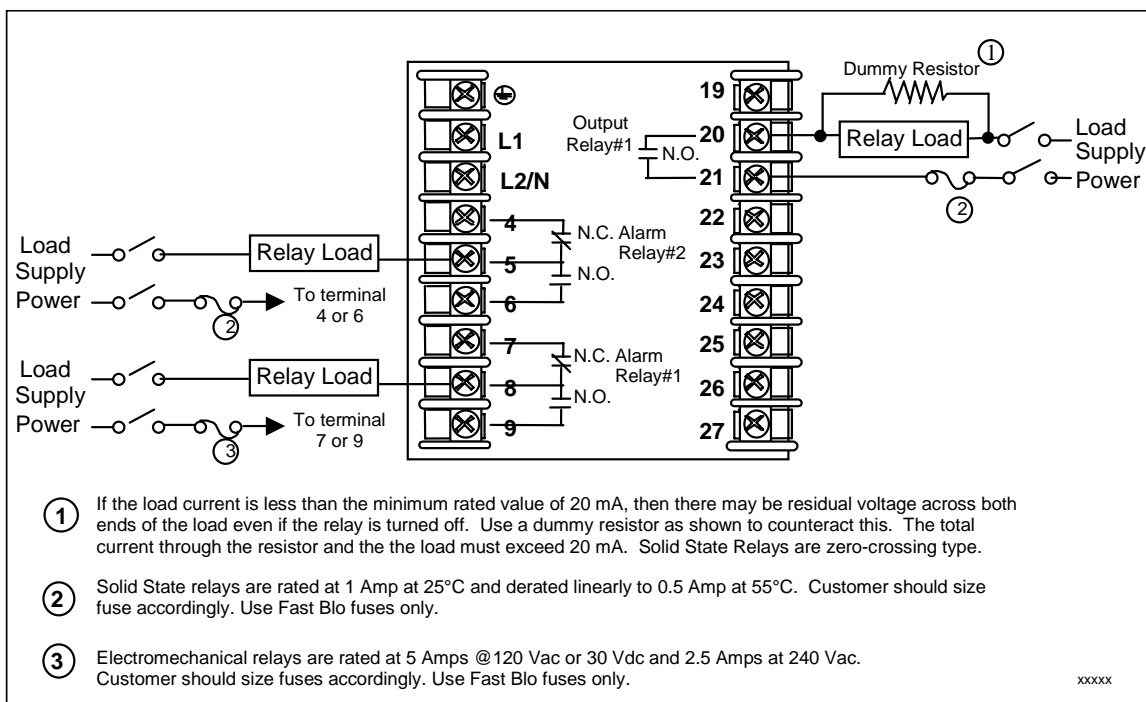 1
Dummy Resistor
19
Output
Relay#1
20
Relay Load
Load
Supply
L1
N.O.
21
Power
L2/N
2
4
22
N.C. Alarm
Relay#2
Load
Supply
Relay Load
5
N.O.
23
Power
To terminal
4 or 6
6
24
2
7
25
N.C. Alarm
Relay#1
Load
Supply
Relay Load
8
N.O.
26
Power
To terminal
7 or 9
9
27
3
1 If the load current is less than the minimum rated value of 20 mA, then there may be residual voltage across both
ends of the load even if the relay is turned off. Use a dummy resistor as shown to counteract this. The total
current through the resistor and the the load must exceed 20 mA. Solid State Relays are zero-crossing type.
2 Solid State relays are rated at 1 Amp at 25°C and derated linearly to 0.5 Amp at 55°C. Customer should size
fuse accordingly. Use Fast Blo fuses only.
3 Electromechanical relays are rated at 5 Amps @120 Vac or 30 Vdc and 2.5 Amps at 240 Vac.
Customer should size fuses accordingly. Use Fast Blo fuses only.
xxxxx